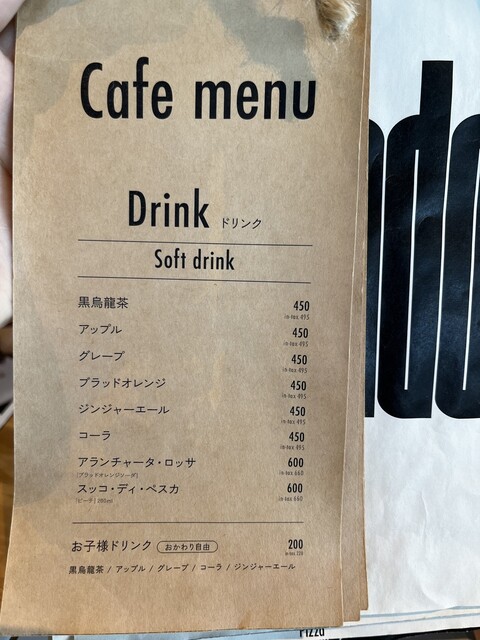 Cafe menu
Drink ドリンク
Soft drink
黒烏龍茶 450
in-tax 495
アップル 450
in-tax 495
グレープ 450
in-tax 495
ブラッドオレンジ 450
in-tax 495
ジンジャーエール 450
in-tax 495
コーラ 450
in-tax 495
アランチャータ・ロッサ 600
「ブラッドオレンジソーダ」 in-tax 660
スッコ・ディ・ペスカ 600
「ピーチ」 in-tax 660
お子様ドリンク おかわり自由 200
in-tax 220
黒烏龍茶 / アップル / グレープ / コーラ / ジンジャーエール
Pizza